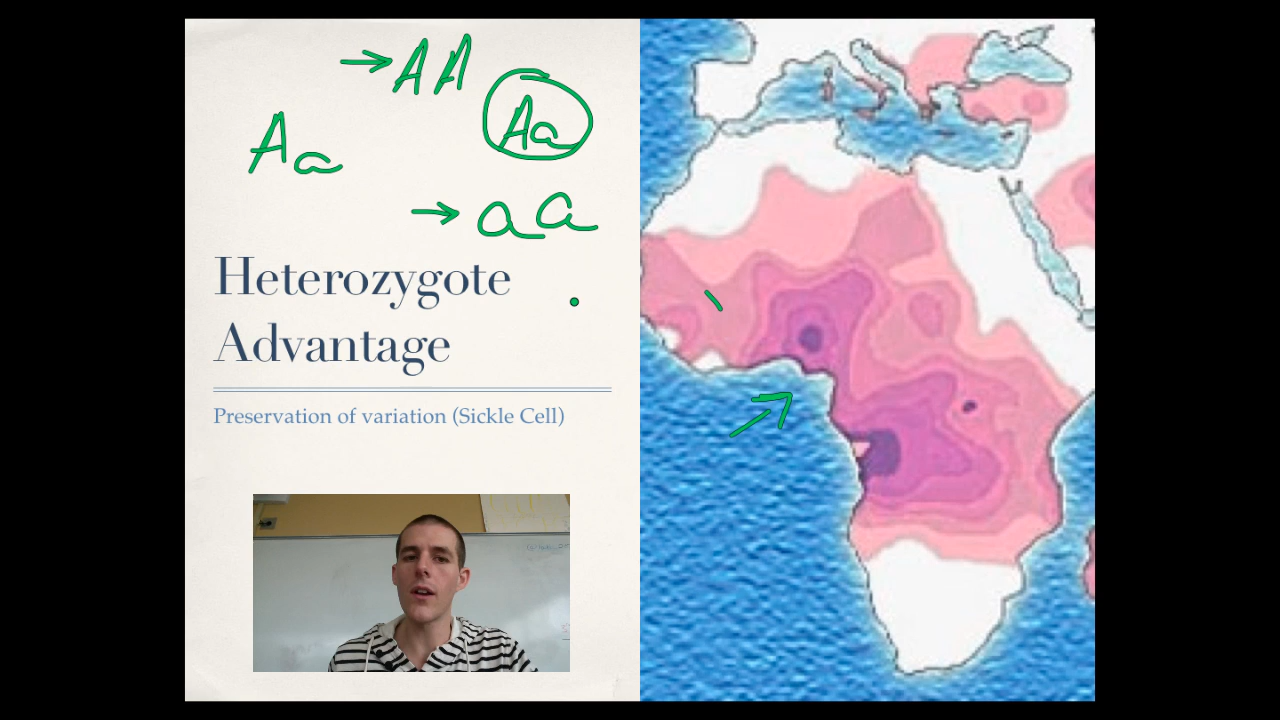 → AA
Aa
Aa
→ aa
Heterozygote
Advantage
Preservation of variation (Sickle Cell)